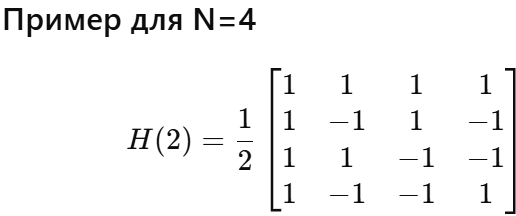 Пример для N=4
H(2) = 1/2 [
1 1 1 1
1 −1 1 −1
1 1 −1 −1
1 −1 −1 1
]